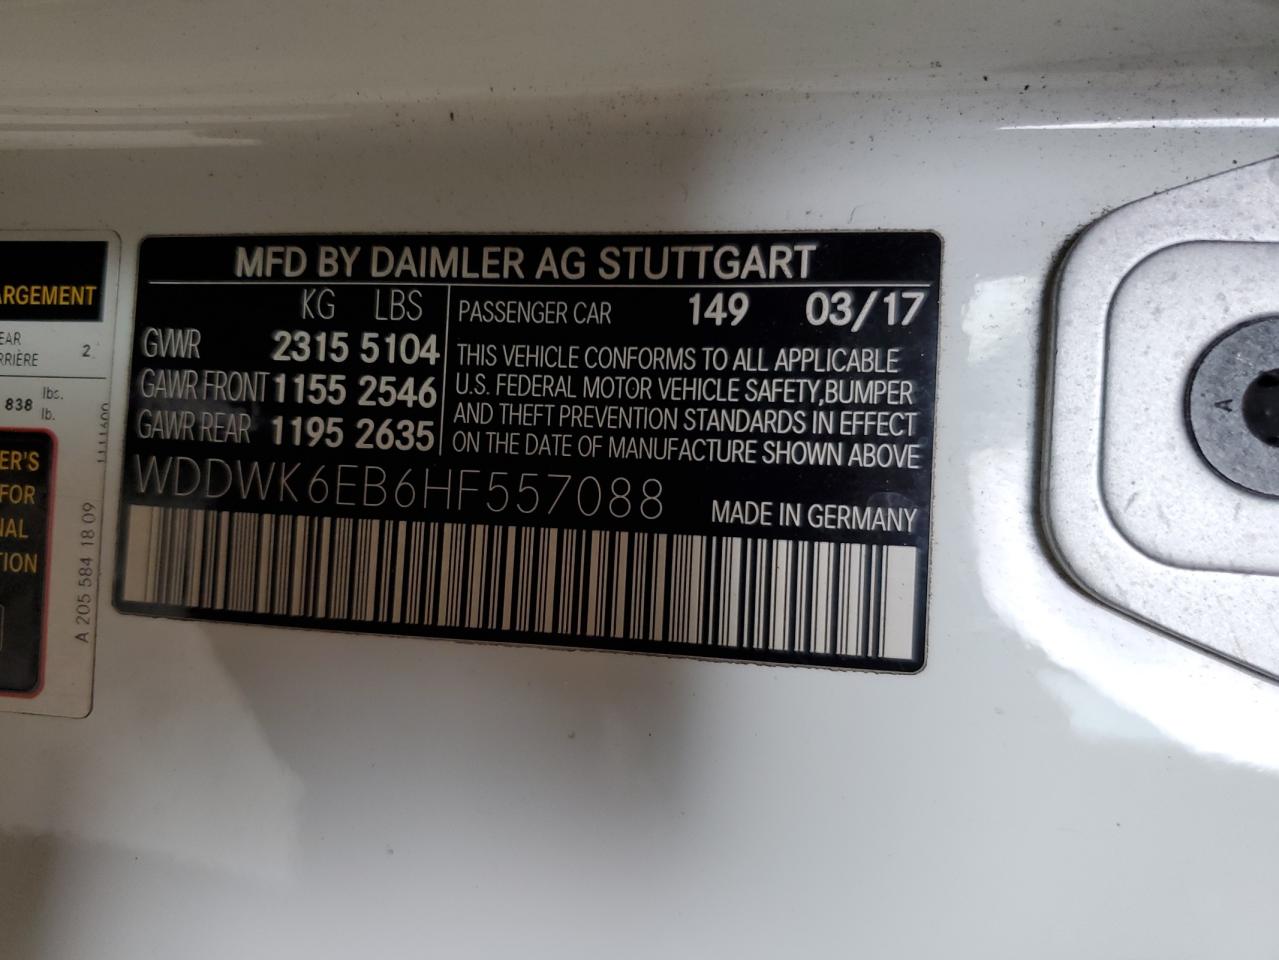 MFD BY DAIMLER AG STUTTGART
KG LBS
GVWR 2315 5104
GAWR FRONT 1155 2546
GAWR REAR 1195 2635
PASSENGER CAR 149 03/17
THIS VEHICLE CONFORMS TO ALL APPLICABLE
U.S. FEDERAL MOTOR VEHICLE SAFETY,BUMPER
AND THEFT PREVENTION STANDARDS IN EFFECT
ON THE DATE OF MANUFACTURE SHOWN ABOVE
WDDWK6EB6HF557088
MADE IN GERMANY
ARGEMENT
EAR
RRIÈRE 2
838 lbs.
lb.
ER'S
FOR
NAL
TION
1111600
A 205 584 18 09
A